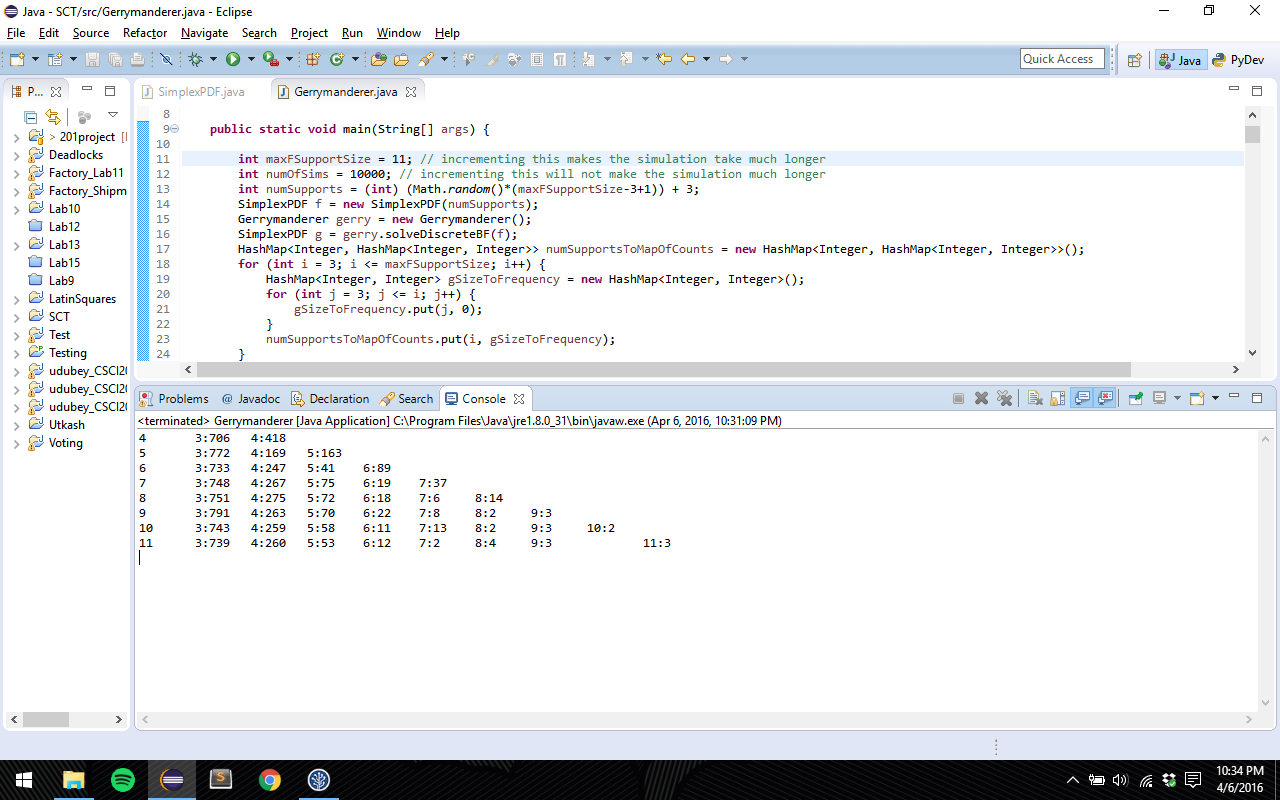 Java - SCT/src/Gerrymanderer.java - Eclipse
File Edit Source Refactor Navigate Search Project Run Window Help
Quick Access Java PyDev
P... SimplexPDF.java Gerrymanderer.java
> 201project
Deadlocks
Factory_Lab11
Factory_Shipm
Lab10
Lab12
Lab13
Lab15
Lab9
LatinSquares
SCT
Test
Testing
udubey_CSCI20
udubey_CSCI20
udubey_CSCI20
Utkash
Voting
8
9 public static void main(String[] args) {
10
11 int maxFSupportSize = 11; // incrementing this makes the simulation take much longer
12 int numOfSims = 10000; // incrementing this will not make the simulation much longer
13 int numSupports = (int) (Math.random()*(maxFSupportSize-3+1)) + 3;
14 SimplexPDF f = new SimplexPDF(numSupports);
15 Gerrymanderer gerry = new Gerrymanderer();
16 SimplexPDF g = gerry.solveDiscreteBF(f);
17 HashMap<Integer, HashMap<Integer, Integer>> numSupportsToMapOfCounts = new HashMap<Integer, HashMap<Integer, Integer>>();
18 for (int i = 3; i <= maxFSupportSize; i++) {
19 HashMap<Integer, Integer> gSizeToFrequency = new HashMap<Integer, Integer>();
20 for (int j = 3; j <= i; j++) {
21 gSizeToFrequency.put(j, 0);
22 }
23 numSupportsToMapOfCounts.put(i, gSizeToFrequency);
24 }
Problems @ Javadoc Declaration Search Console
<terminated> Gerrymanderer [Java Application] C:\Program Files\Java\jre1.8.0_31\bin\javaw.exe (Apr 6, 2016, 10:31:09 PM)
4 3:706 4:418
5 3:772 4:169 5:163
6 3:733 4:247 5:41 6:89
7 3:748 4:267 5:75 6:19 7:37
8 3:751 4:275 5:72 6:18 7:6 8:14
9 3:791 4:263 5:70 6:22 7:8 8:2 9:3
10 3:743 4:259 5:58 6:11 7:13 8:2 9:3 10:2
11 3:739 4:260 5:53 6:12 7:2 8:4 9:3 11:3
10:34 PM
4/6/2016